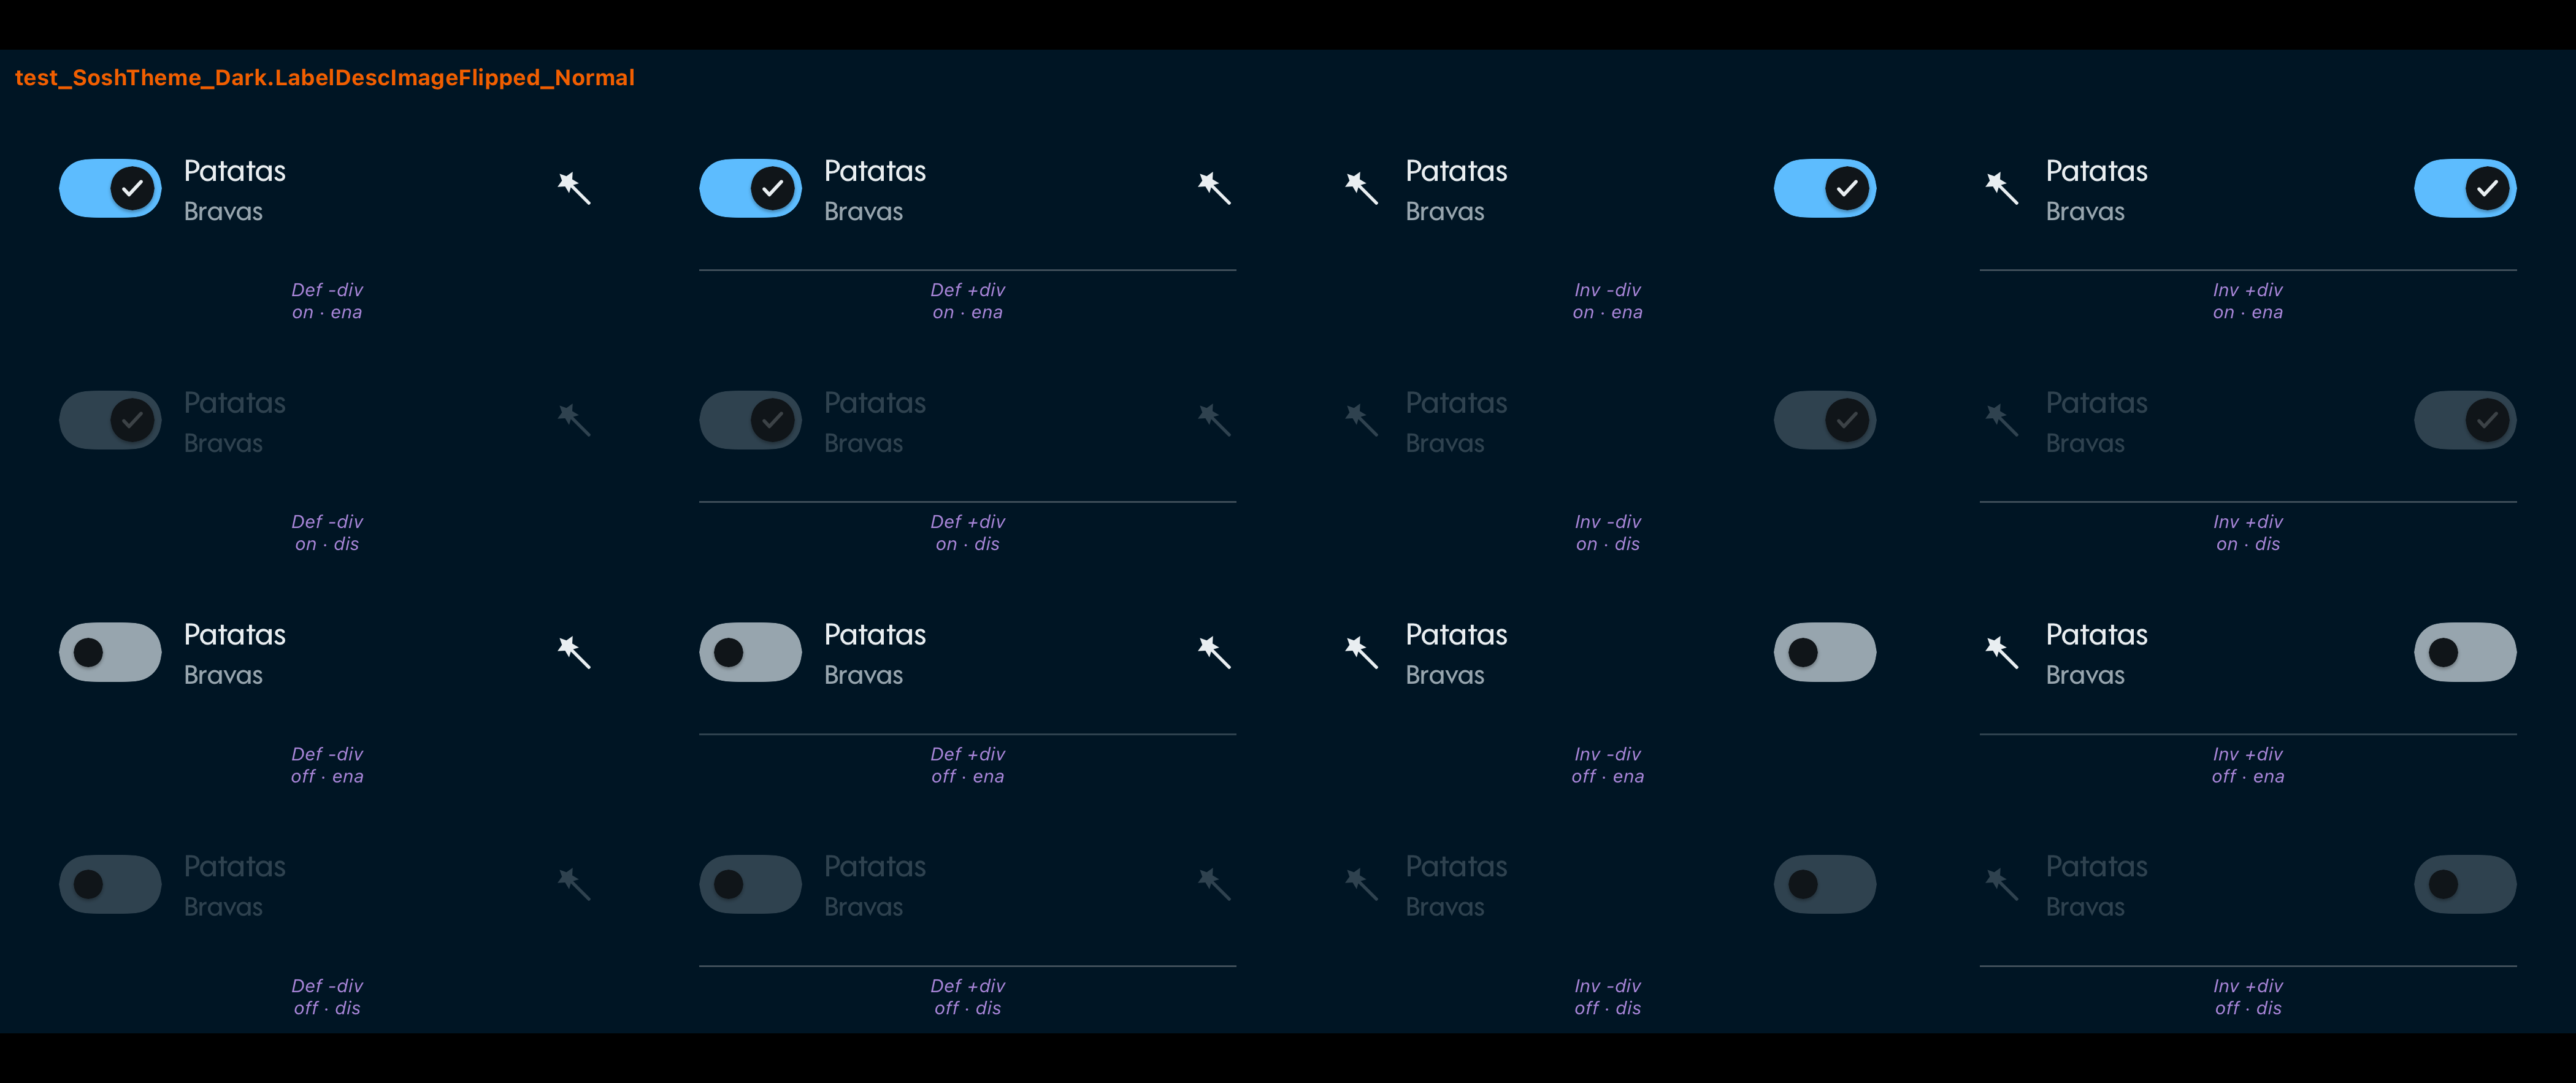 test_SoshTheme_Dark.LabelDescImageFlipped_Normal
Patatas
Bravas
Def -div
on · ena
Patatas
Bravas
Def +div
on · ena
Patatas
Bravas
Inv -div
on · ena
Patatas
Bravas
Inv +div
on · ena
Patatas
Bravas
Def -div
on · dis
Patatas
Bravas
Def +div
on · dis
Patatas
Bravas
Inv -div
on · dis
Patatas
Bravas
Inv +div
on · dis
Patatas
Bravas
Def -div
off · ena
Patatas
Bravas
Def +div
off · ena
Patatas
Bravas
Inv -div
off · ena
Patatas
Bravas
Inv +div
off · ena
Patatas
Bravas
Def -div
off · dis
Patatas
Bravas
Def +div
off · dis
Patatas
Bravas
Inv -div
off · dis
Patatas
Bravas
Inv +div
off · dis